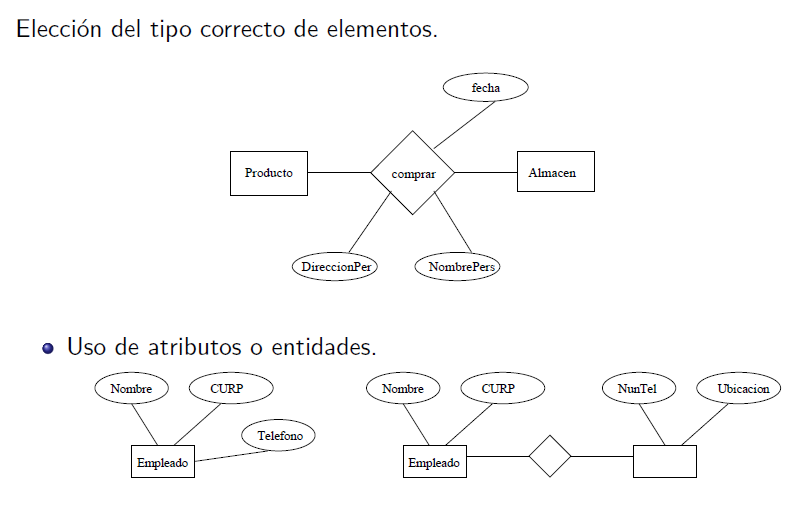 Elección del tipo correcto de elementos.
fecha
Producto
comprar
Almacen
DireccionPer
NombrePers
Uso de atributos o entidades.
Nombre
CURP
Nombre
CURP
NunTel
Ubicacion
Telefono
Empleado
Empleado